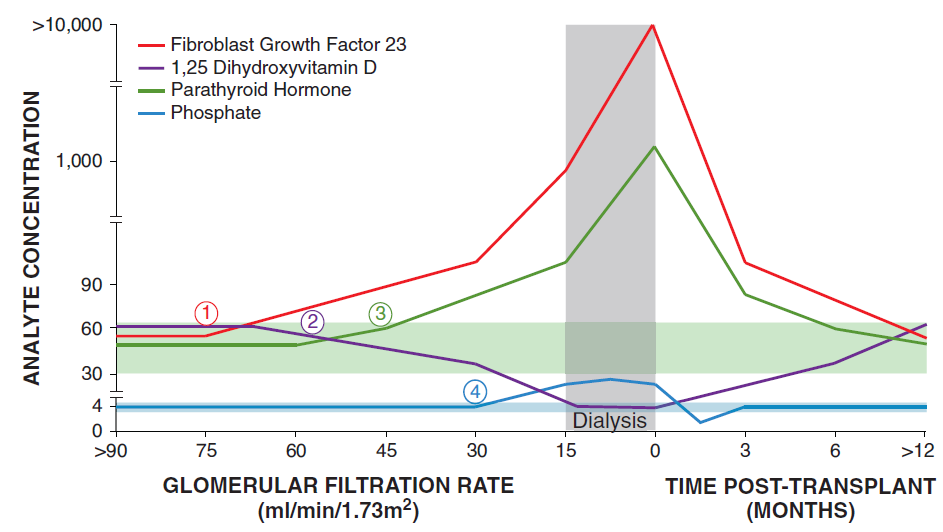 >10,000
Fibroblast Growth Factor 23
1,25 Dihydroxyvitamin D
Parathyroid Hormone
Phosphate
ANALYTE CONCENTRATION
1,000
90
60
30
4
0
1
2
3
4
Dialysis
>90 75 60 45 30 15 0 3 6 >12
GLOMERULAR FILTRATION RATE
(ml/min/1.73m²)
TIME POST-TRANSPLANT
(MONTHS)